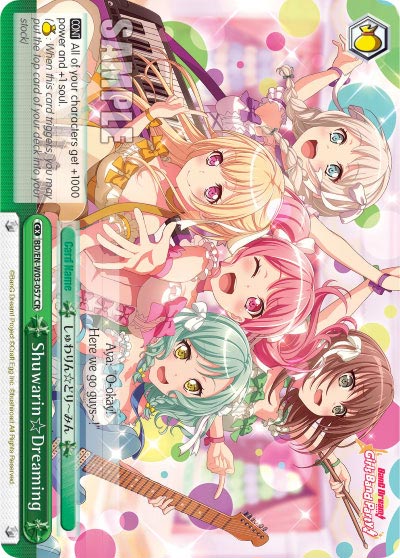 [CONT] All of your characters get +1000
power and +1 soul.
( : When this card triggers, you may
put the top card of your deck into your
stock)
SAMPLE
Aya "O-okay!
Here we go guys~!"
BanG Dream!
Girls Band Party!
Card Name
しゅわりん☆どり~みん
CX
BD/EN-W03-057 CR
Shuwarin☆Dreaming
©BanG Dream! Project ©Craft Egg Inc. ©bushiroad All Rights Reserved.